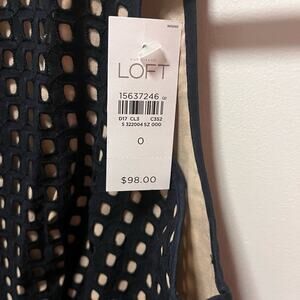 LOFT
15637246
D17 CL3 C352
S 322004 SZ 000
0
$98.00